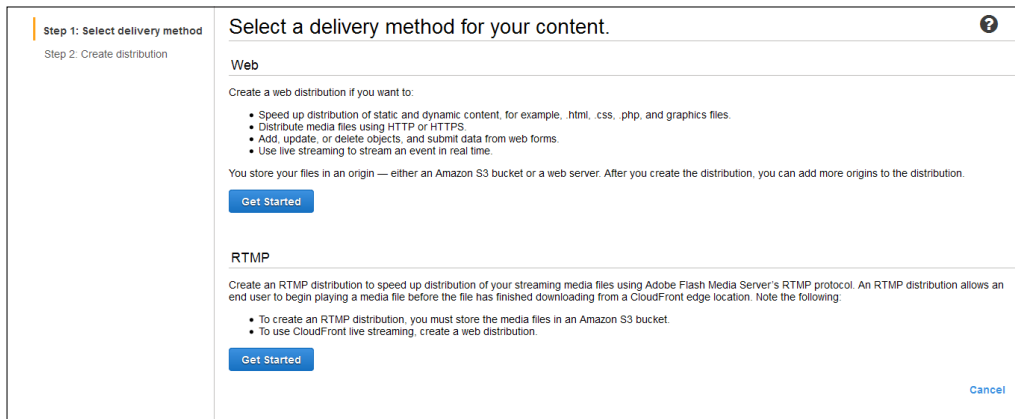 Step 1: Select delivery method
Step 2: Create distribution
Select a delivery method for your content.
?
Web
Create a web distribution if you want to:
• Speed up distribution of static and dynamic content, for example, .html, .css, .php, and graphics files.
• Distribute media files using HTTP or HTTPS.
• Add, update, or delete objects, and submit data from web forms.
• Use live streaming to stream an event in real time.
You store your files in an origin — either an Amazon S3 bucket or a web server. After you create the distribution, you can add more origins to the distribution.
Get Started
RTMP
Create an RTMP distribution to speed up distribution of your streaming media files using Adobe Flash Media Server's RTMP protocol. An RTMP distribution allows an
end user to begin playing a media file before the file has finished downloading from a CloudFront edge location. Note the following:
• To create an RTMP distribution, you must store the media files in an Amazon S3 bucket.
• To use CloudFront live streaming, create a web distribution.
Get Started
Cancel